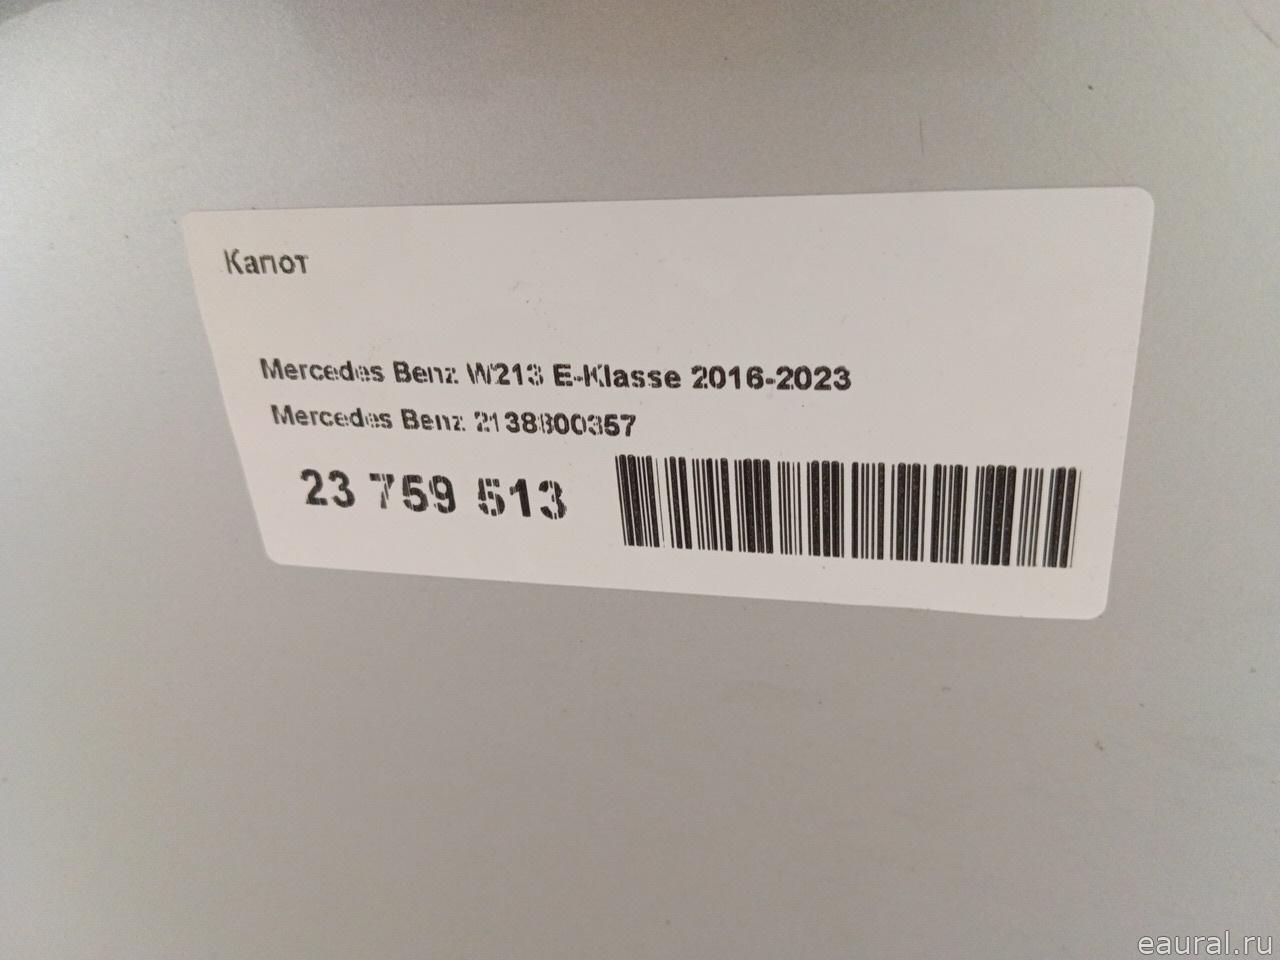 Капот
Mercedes Benz W213 E-Klasse 2016-2023
Mercedes Benz 2138800357
23 759 513
eaural.ru